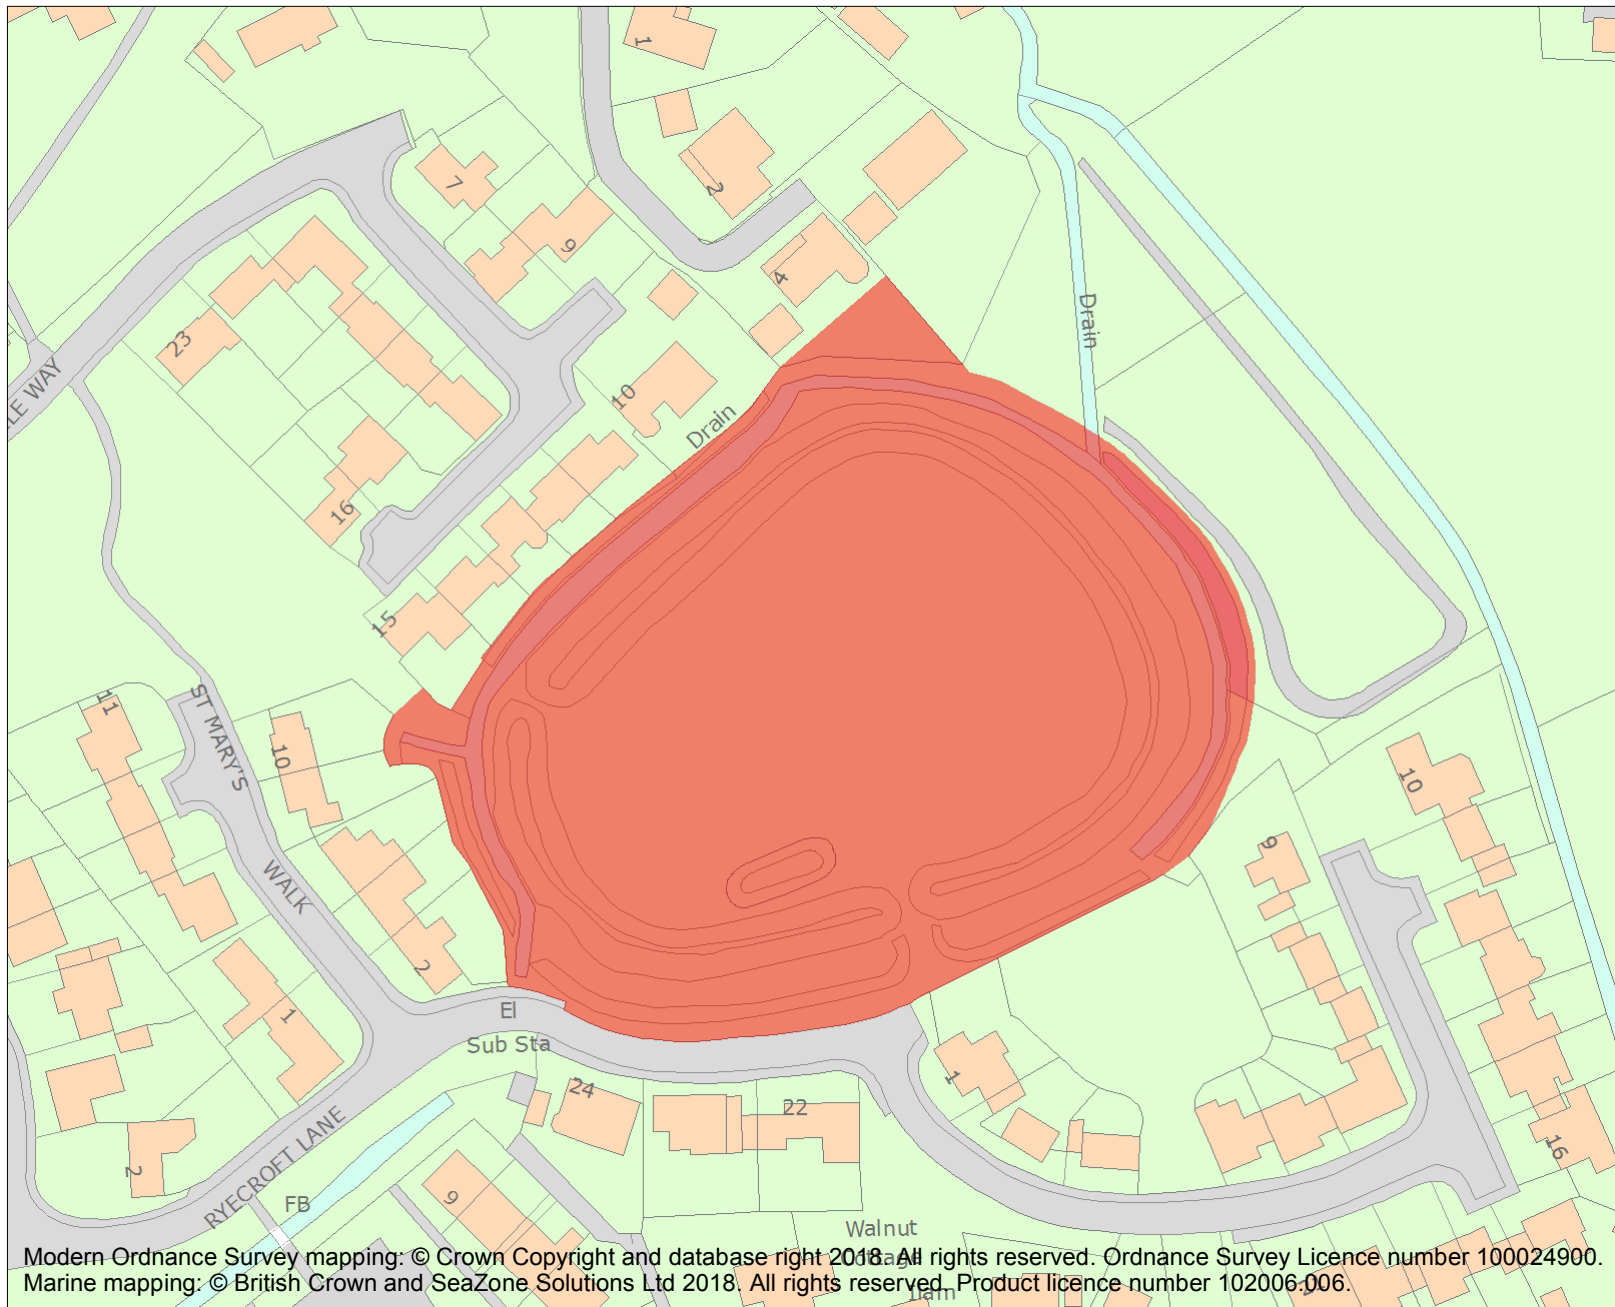 1
2
7
9
4
23
Drain
LE WAY
10
Drain
16
15
ST MARY'S
11
10
10
9
WALK
2
1
El
Sub Sta
1
24
22
2
RYECROFT LANE
16
9
FB
Walnut
Cottage
Modern Ordnance Survey mapping: © Crown Copyright and database right 2018. All rights reserved. Ordnance Survey Licence number 100024900.
Marine mapping: © British Crown and SeaZone Solutions Ltd 2018. All rights reserved. Product licence number 102006.006.